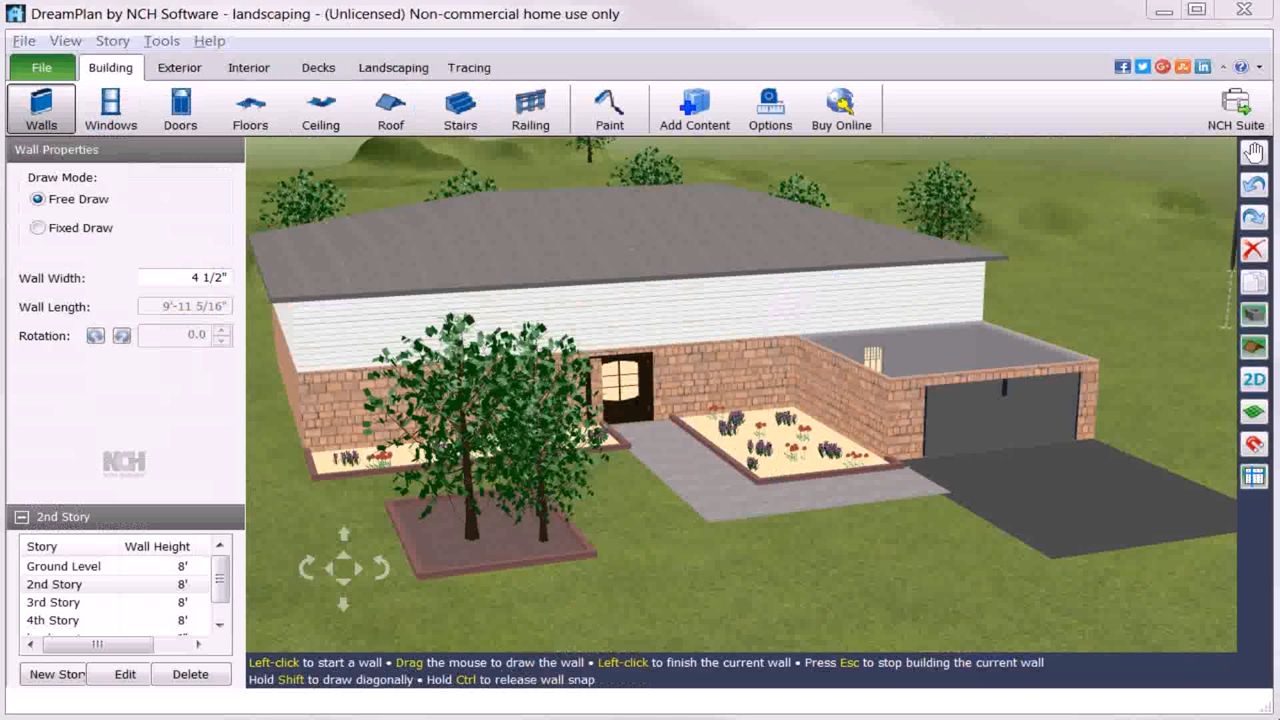 DreamPlan by NCH Software - landscaping - (Unlicensed) Non-commercial home use only
File View Story Tools Help
File Building Exterior Interior Decks Landscaping Tracing
Walls Windows Doors Floors Ceiling Roof Stairs Railing Paint Add Content Options Buy Online NCH Suite
Wall Properties
Draw Mode:
Free Draw
Fixed Draw
Wall Width: 4 1/2"
Wall Length: 9'-11 5/16"
Rotation: 0.0
NCH
2nd Story
Story Wall Height
Ground Level 8'
2nd Story 8'
3rd Story 8'
4th Story 8'
New Stor Edit Delete
2D
Left-click to start a wall • Drag the mouse to draw the wall • Left-click to finish the current wall • Press Esc to stop building the current wall
Hold Shift to draw diagonally • Hold Ctrl to release wall snap